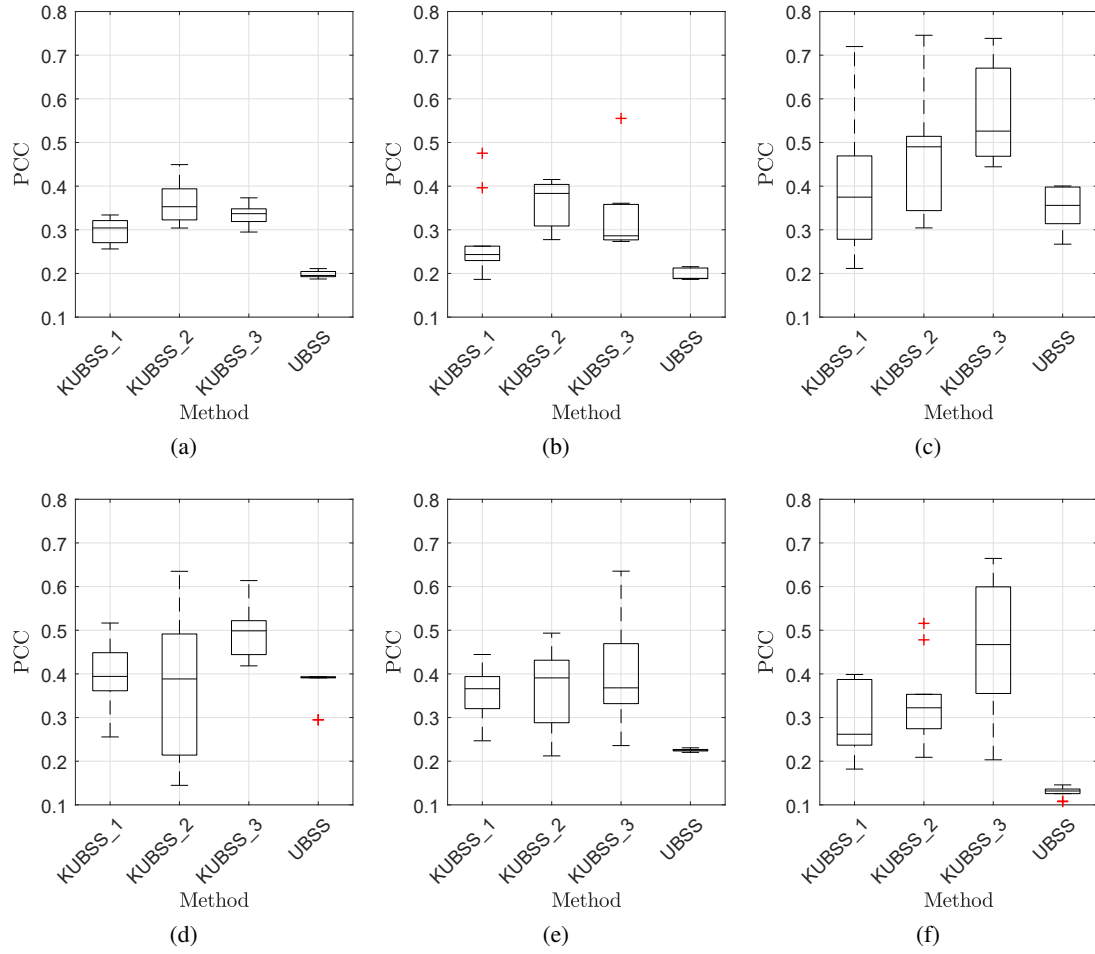 0.8
0.7
0.6
0.5
0.4
0.3
0.2
0.1
PCC
KUBSS_1
KUBSS_2
KUBSS_3
UBSS
Method
(a)
0.8
0.7
0.6
0.5
0.4
0.3
0.2
0.1
PCC
KUBSS_1
KUBSS_2
KUBSS_3
UBSS
Method
(b)
0.8
0.7
0.6
0.5
0.4
0.3
0.2
0.1
PCC
KUBSS_1
KUBSS_2
KUBSS_3
UBSS
Method
(c)
0.8
0.7
0.6
0.5
0.4
0.3
0.2
0.1
PCC
KUBSS_1
KUBSS_2
KUBSS_3
UBSS
Method
(d)
0.8
0.7
0.6
0.5
0.4
0.3
0.2
0.1
PCC
KUBSS_1
KUBSS_2
KUBSS_3
UBSS
Method
(e)
0.8
0.7
0.6
0.5
0.4
0.3
0.2
0.1
PCC
KUBSS_1
KUBSS_2
KUBSS_3
UBSS
Method
(f)